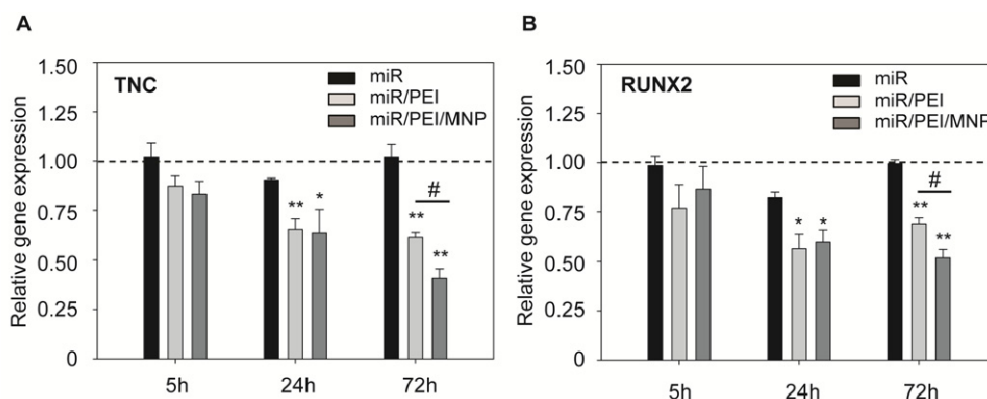 A
TNC
miR
miR/PEI
miR/PEI/MNP
Relative gene expression
1.50
1.25
1.00
0.75
0.50
0.25
0
** * ** # **
5h 24h 72h
B
RUNX2
miR
miR/PEI
miR/PEI/MNP
Relative gene expression
1.50
1.25
1.00
0.75
0.50
0.25
0
* * ** # **
5h 24h 72h